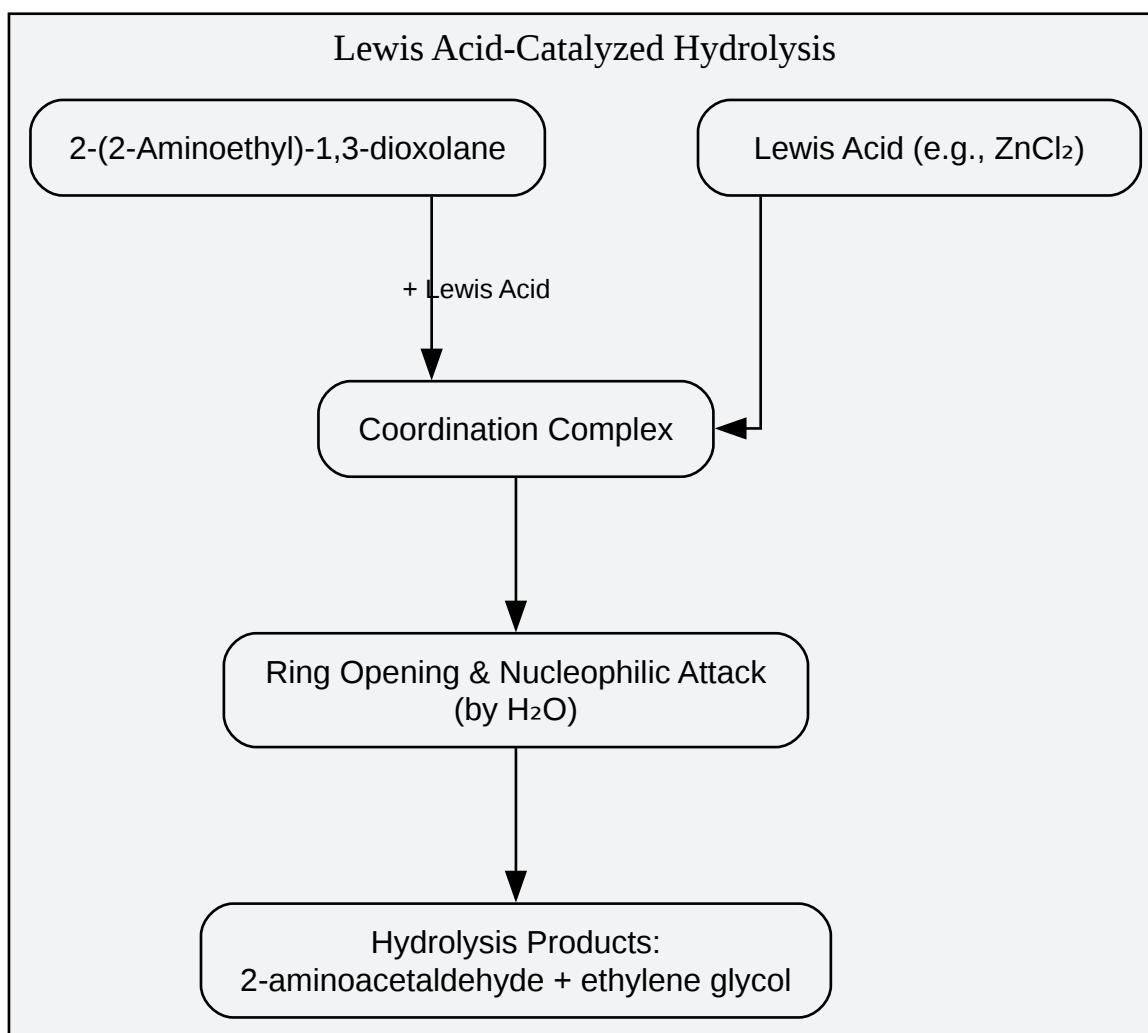 Lewis Acid-Catalyzed Hydrolysis
2-(2-Aminoethyl)-1,3-dioxolane
Lewis Acid (e.g., ZnCl₂)
+ Lewis Acid
Coordination Complex
Ring Opening & Nucleophilic Attack
(by H₂O)
Hydrolysis Products:
2-aminoacetaldehyde + ethylene glycol